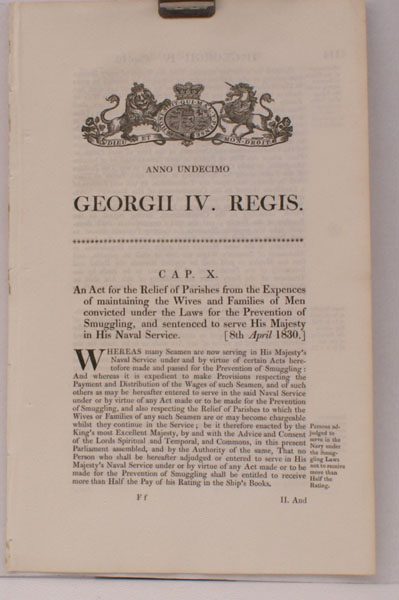 DIEU ET MON DROIT
ANNO UNDECIMO
GEORGII IV. REGIS.
CAP. X.
An Act for the Relief of Parishes from the Expences
of maintaining the Wives and Families of Men
convicted under the Laws for the Prevention of
Smuggling, and sentenced to serve His Majesty
in His Naval Service. [8th April 1830.]
WHEREAS many Seamen are now serving in His Majesty's
Naval Service under and by virtue of certain Acts here-
tofore made and passed for the Prevention of Smuggling:
And whereas it is expedient to make Provisions respecting the
Payment and Distribution of the Wages of such Seamen, and of such
others as may be hereafter entered to serve in the said Naval Service
under or by virtue of any Act made or to be made for the Prevention
of Smuggling, and also respecting the Relief of Parishes to which the
Wives or Families of any such Seamen are or may become chargeable
whilst they continue in the Service; be it therefore enacted by the
King's most Excellent Majesty, by and with the Advice and Consent
of the Lords Spiritual and Temporal, and Commons, in this present
Parliament assembled, and by the Authority of the same, That no
Person who shall be hereafter adjudged or entered to serve in His
Majesty's Naval Service under or by virtue of any Act made or to be
made for the Prevention of Smuggling shall be entitled to receive
more than Half the Pay of his Rating in the Ship's Books.
Persons ad-
judged to
serve in the
Navy under
the Smug-
gling Laws
not to receive
more than
Half the
Rating.
F f
II. And